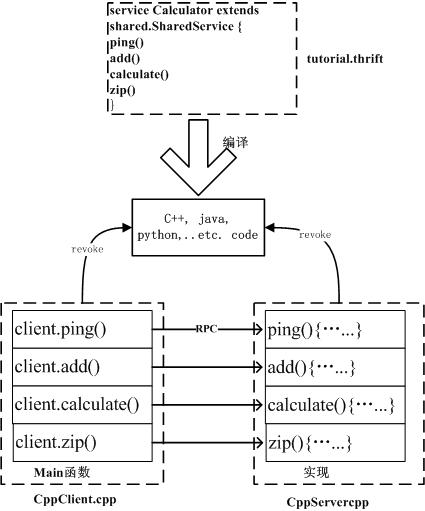 service Calculator extends
shared.SharedService {
ping()
add()
calculate()
zip()
}
tutorial.thrift
编译
C++, java,
python,..etc. code
revoke
revoke
client.ping()
RPC
ping(){…...}
client.add()
add(){…...}
client.calculate()
calculate(){…...}
client.zip()
zip(){…...}
Main函数
实现
CppClient.cpp
CppServercpp